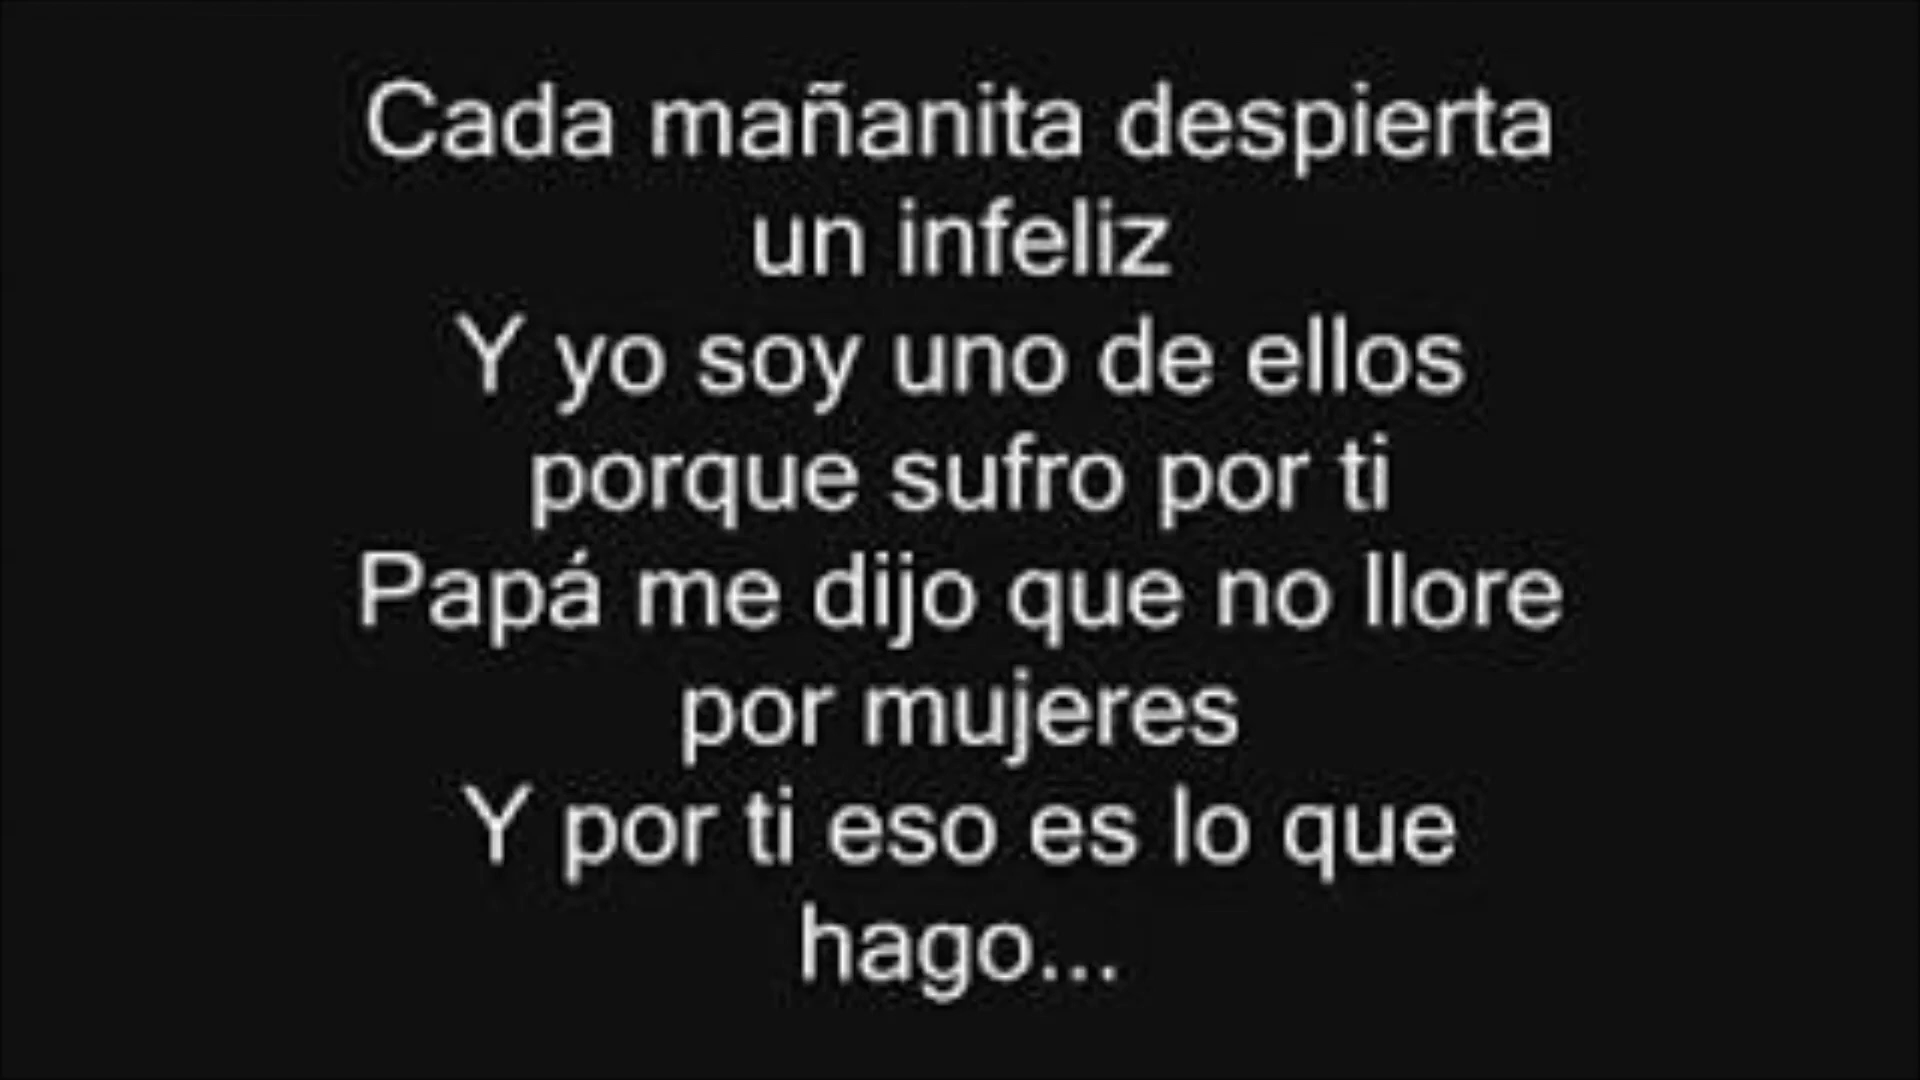 Cada mañanita despierta
un infeliz
Y yo soy uno de ellos
porque sufro por ti
Papá me dijo que no llore
por mujeres
Y por ti eso es lo que
hago...